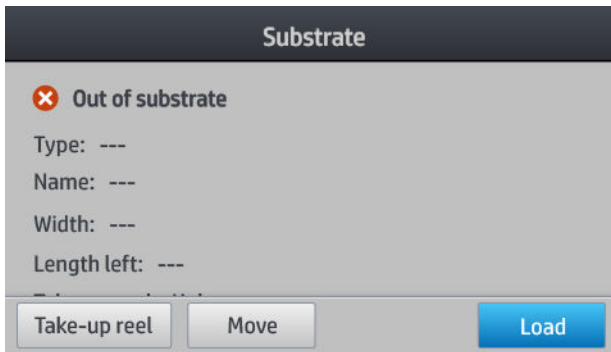 Substrate
Out of substrate
Type: ---
Name: ---
Width: ---
Length left: ---
Take-up reel
Move
Load